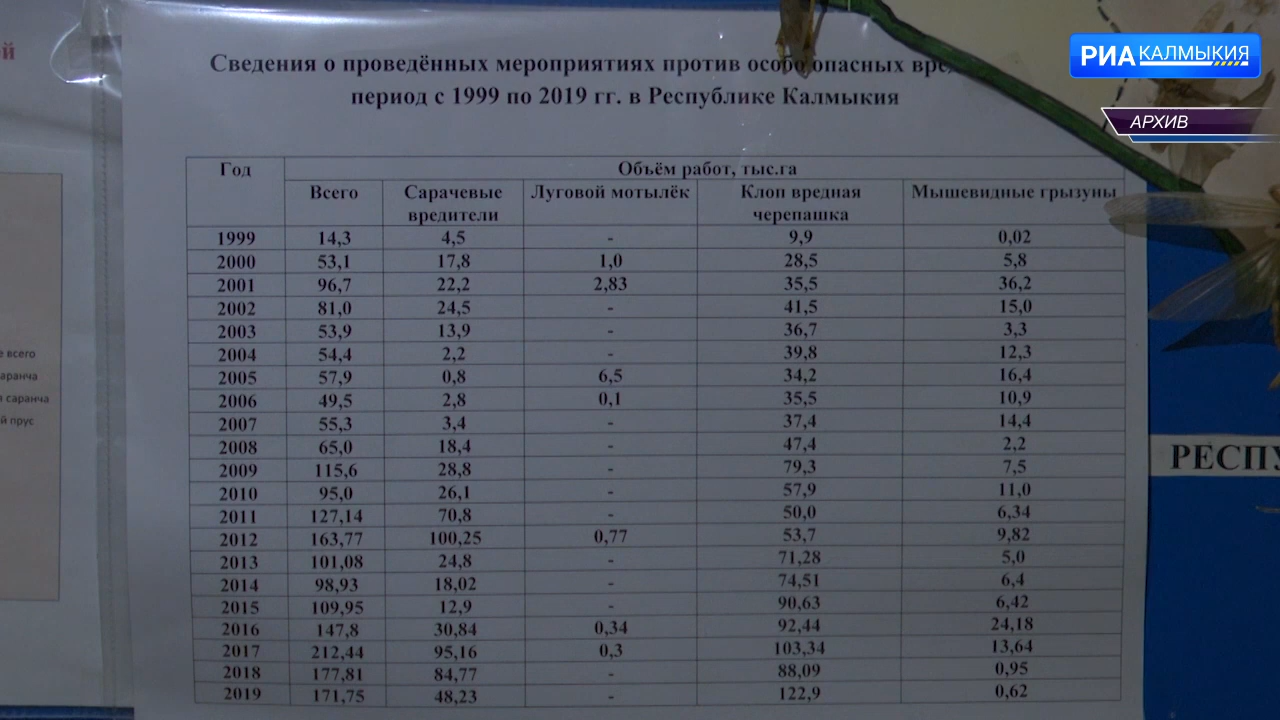 РИА КАЛМЫКИЯ
АРХИВ
Сведения о проведённых мероприятиях против особо опасных
период с 1999 по 2019 гг. в Республике Калмыкия
Год Объём работ, тыс.га
Всего Сарачевые Луговой мотылёк Клоп вредная Мышевидные грызуны
вредители черепашка
1999 14,3 4,5 - 9,9 0,02
2000 53,1 17,8 1,0 28,5 5,8
2001 96,7 22,2 2,83 35,5 36,2
2002 81,0 24,5 - 41,5 15,0
2003 53,9 13,9 - 36,7 3,3
2004 54,4 2,2 - 39,8 12,3
2005 57,9 0,8 6,5 34,2 16,4
2006 49,5 2,8 0,1 35,5 10,9
2007 55,3 3,4 - 37,4 14,4
2008 65,0 18,4 - 47,4 2,2
2009 115,6 28,8 - 79,3 7,5
2010 95,0 26,1 - 57,9 11,0
2011 127,14 70,8 - 50,0 6,34
2012 163,77 100,25 0,77 53,7 9,82
2013 101,08 24,8 - 71,28 5,0
2014 98,93 18,02 - 74,51 6,4
2015 109,95 12,9 - 90,63 6,42
2016 147,8 30,84 0,34 92,44 24,18
2017 212,44 95,16 0,3 103,34 13,64
2018 177,81 84,77 - 88,09 0,95
2019 171,75 48,23 - 122,9 0,62
всего
саранча
прус